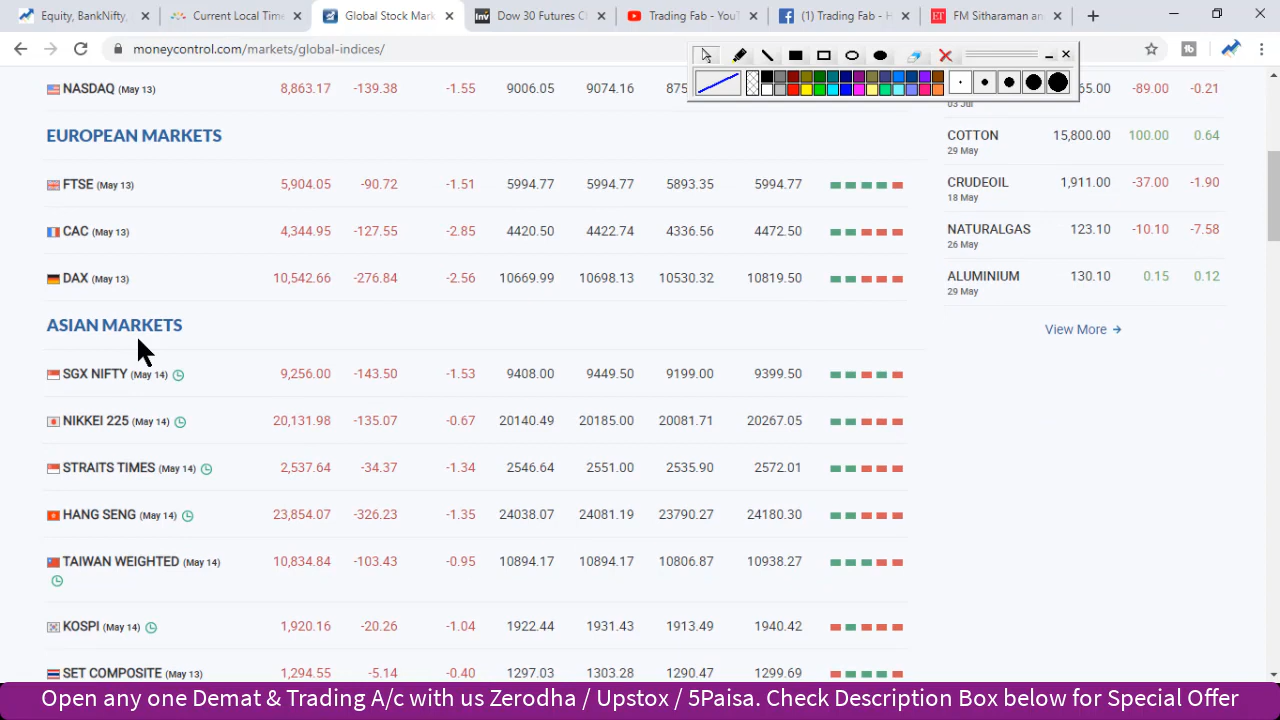 Equity, BankNifty,
Current Local Time
Global Stock Mark
Dow 30 Futures C
Trading Fab - You
(1) Trading Fab - H
FM Sitharaman an
moneycontrol.com/markets/global-indices/
NASDAQ (May 13) 8,863.17 -139.38 -1.55 9006.05 9074.16
EUROPEAN MARKETS
FTSE (May 13) 5,904.05 -90.72 -1.51 5994.77 5994.77 5893.35 5994.77
CAC (May 13) 4,344.95 -127.55 -2.85 4420.50 4422.74 4336.56 4472.50
DAX (May 13) 10,542.66 -276.84 -2.56 10669.99 10698.13 10530.32 10819.50
ASIAN MARKETS
SGX NIFTY (May 14) 9,256.00 -143.50 -1.53 9408.00 9449.50 9199.00 9399.50
NIKKEI 225 (May 14) 20,131.98 -135.07 -0.67 20140.49 20185.00 20081.71 20267.05
STRAITS TIMES (May 14) 2,537.64 -34.37 -1.34 2546.64 2551.00 2535.90 2572.01
HANG SENG (May 14) 23,854.07 -326.23 -1.35 24038.07 24081.19 23790.27 24180.30
TAIWAN WEIGHTED (May 14) 10,834.84 -103.43 -0.95 10894.17 10894.17 10806.87 10938.27
KOSPI (May 14) 1,920.16 -20.26 -1.04 1922.44 1931.43 1913.49 1940.42
SET COMPOSITE (May 13) 1,294.55 -5.14 -0.40 1297.03 1303.28 1290.47 1299.69
-89.00 -0.21
03 Jul
COTTON 15,800.00 100.00 0.64
29 May
CRUDEOIL 1,911.00 -37.00 -1.90
18 May
NATURALGAS 123.10 -10.10 -7.58
26 May
ALUMINIUM 130.10 0.15 0.12
29 May
View More
Open any one Demat & Trading A/c with us Zerodha / Upstox / 5Paisa. Check Description Box below for Special Offer